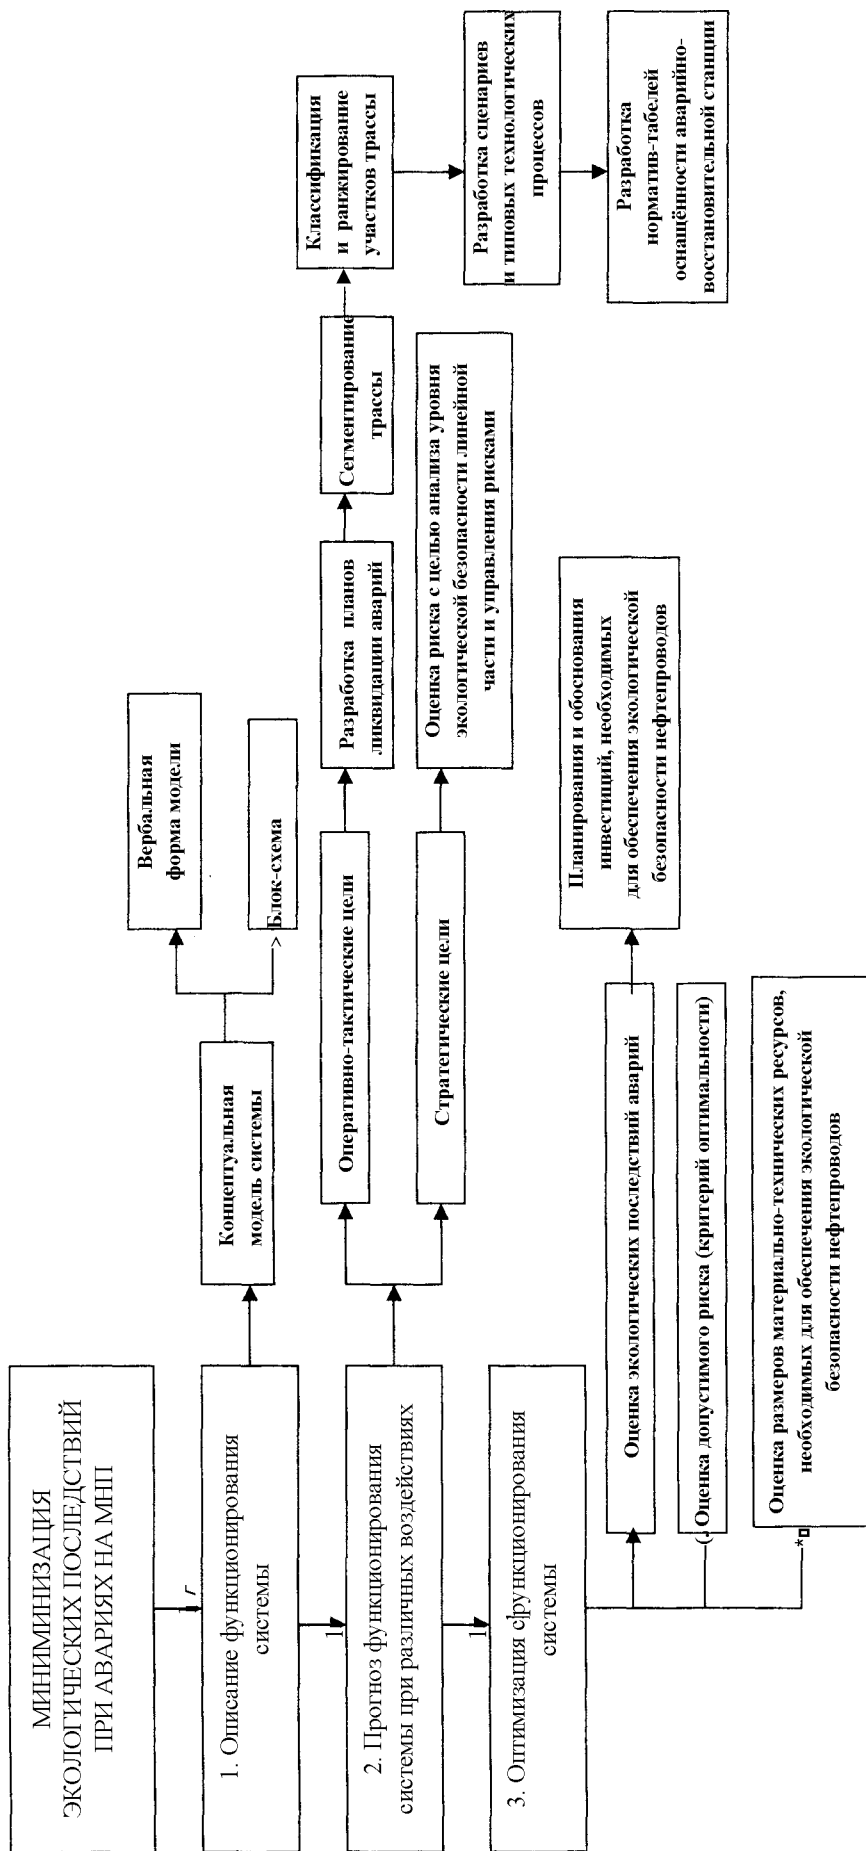 МИНИМИНИЗАЦИЯ
ЭКОЛОГИЧЕСКИХ ПОСЛЕДСТВИЙ
ПРИ АВАРИЯХ НА МНП
1. Описание функционирования
системы
Концептуальная
модель системы
Вербальная
форма модели
Блок-схема
2. Прогноз функционирования
системы при различных воздействиях
Оперативно-тактические цели
Разработка планов
ликвидации аварий
Сегментирование
трассы
Классификация
и ранжирование
участков трассы
Разработка сценариев
и типовых технологических
процессов
Разработка
норматив-табелей
оснащённости аварийно-
восстановительной станции
Стратегические цели
Оценка риска с целью анализа уровня
экологической безопасности линейной
части и управления рисками
3. Оптимизация функционирования
системы
Оценка экологических последствий аварий
Планирования и обоснования
инвестиций, необходимых
для обеспечения экологической
безопасности нефтепроводов
Оценка допустимого риска (критерий оптимальности)
Оценка размеров материально-технических ресурсов,
необходимых для обеспечения экологической
безопасности нефтепроводов